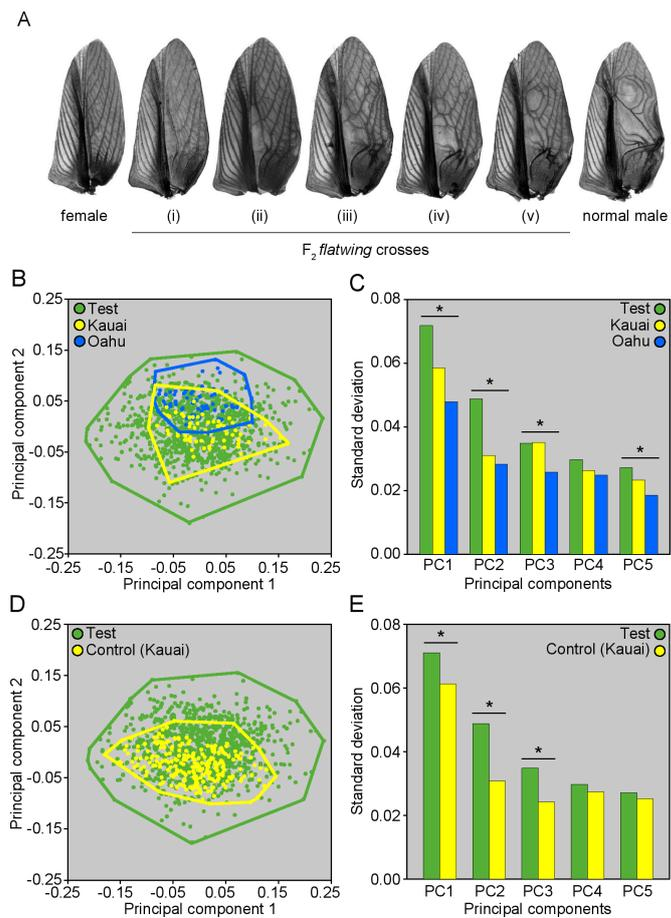 A
female
(i)
(ii)
(iii)
(iv)
(v)
normal male
F2 flatwing crosses
B
0.25
0.15
0.05
-0.05
-0.15
-0.25
Principal component 2
Test
Kauai
Oahu
-0.25
-0.15
-0.05
0.05
0.15
0.25
Principal component 1
C
0.08
0.06
0.04
0.02
0.00
Standard deviation
Test
Kauai
Oahu
*
*
*
*
PC1
PC2
PC3
PC4
PC5
Principal components
D
0.25
0.15
0.05
-0.05
-0.15
-0.25
Principal component 2
Test
Control (Kauai)
-0.25
-0.15
-0.05
0.05
0.15
0.25
Principal component 1
E
0.08
0.06
0.04
0.02
0.00
Standard deviation
Test
Control (Kauai)
*
*
*
PC1
PC2
PC3
PC4
PC5
Principal components